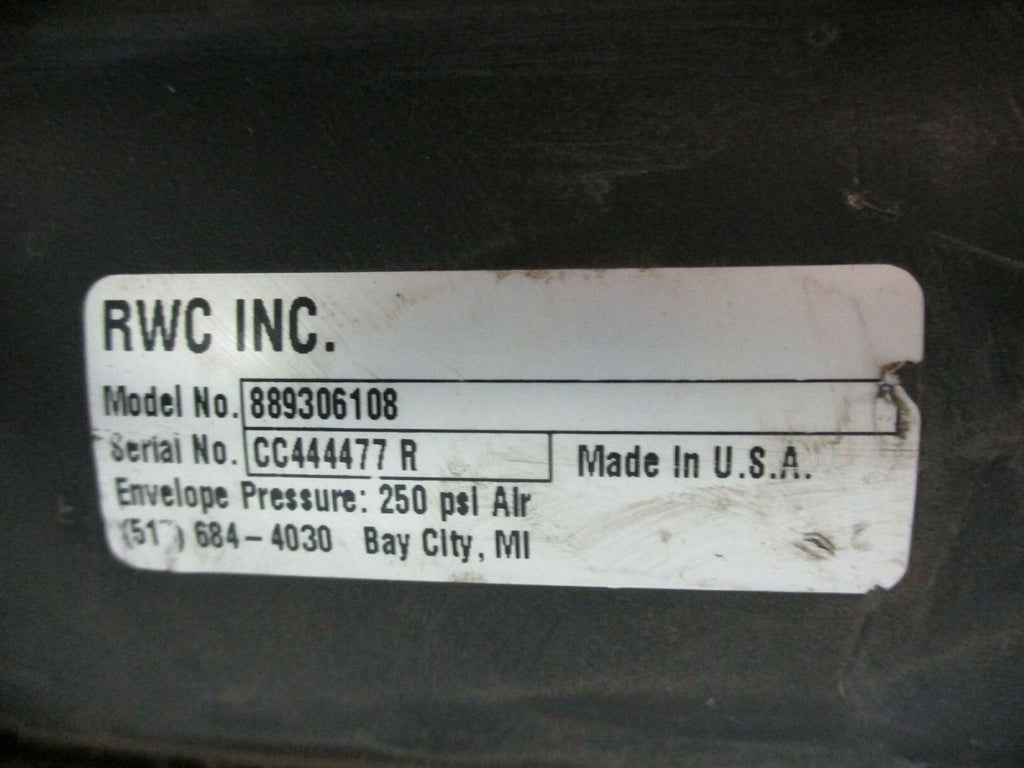 RWC INC.
Model No. 889306108
Serial No. CC444477 R Made In U.S.A.
Envelope Pressure: 250 psi Air
(517) 684-4030 Bay City, MI